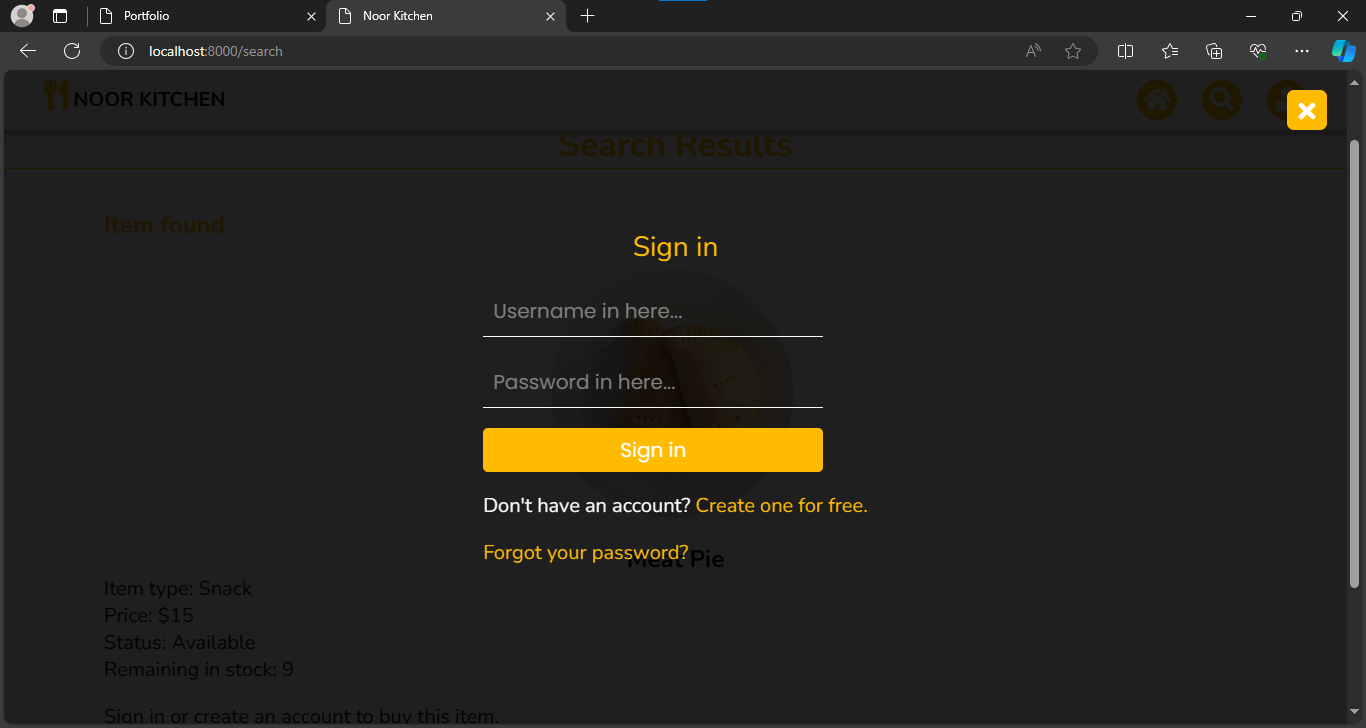 Portfolio
Noor Kitchen
localhost:8000/search
NOOR KITCHEN
Search Results
Item found
Sign in
Username in here...
Password in here...
Sign in
Don't have an account? Create one for free.
Forgot your password?
Meat Pie
Item type: Snack
Price: $15
Status: Available
Remaining in stock: 9
Sign in or create an account to buy this item.